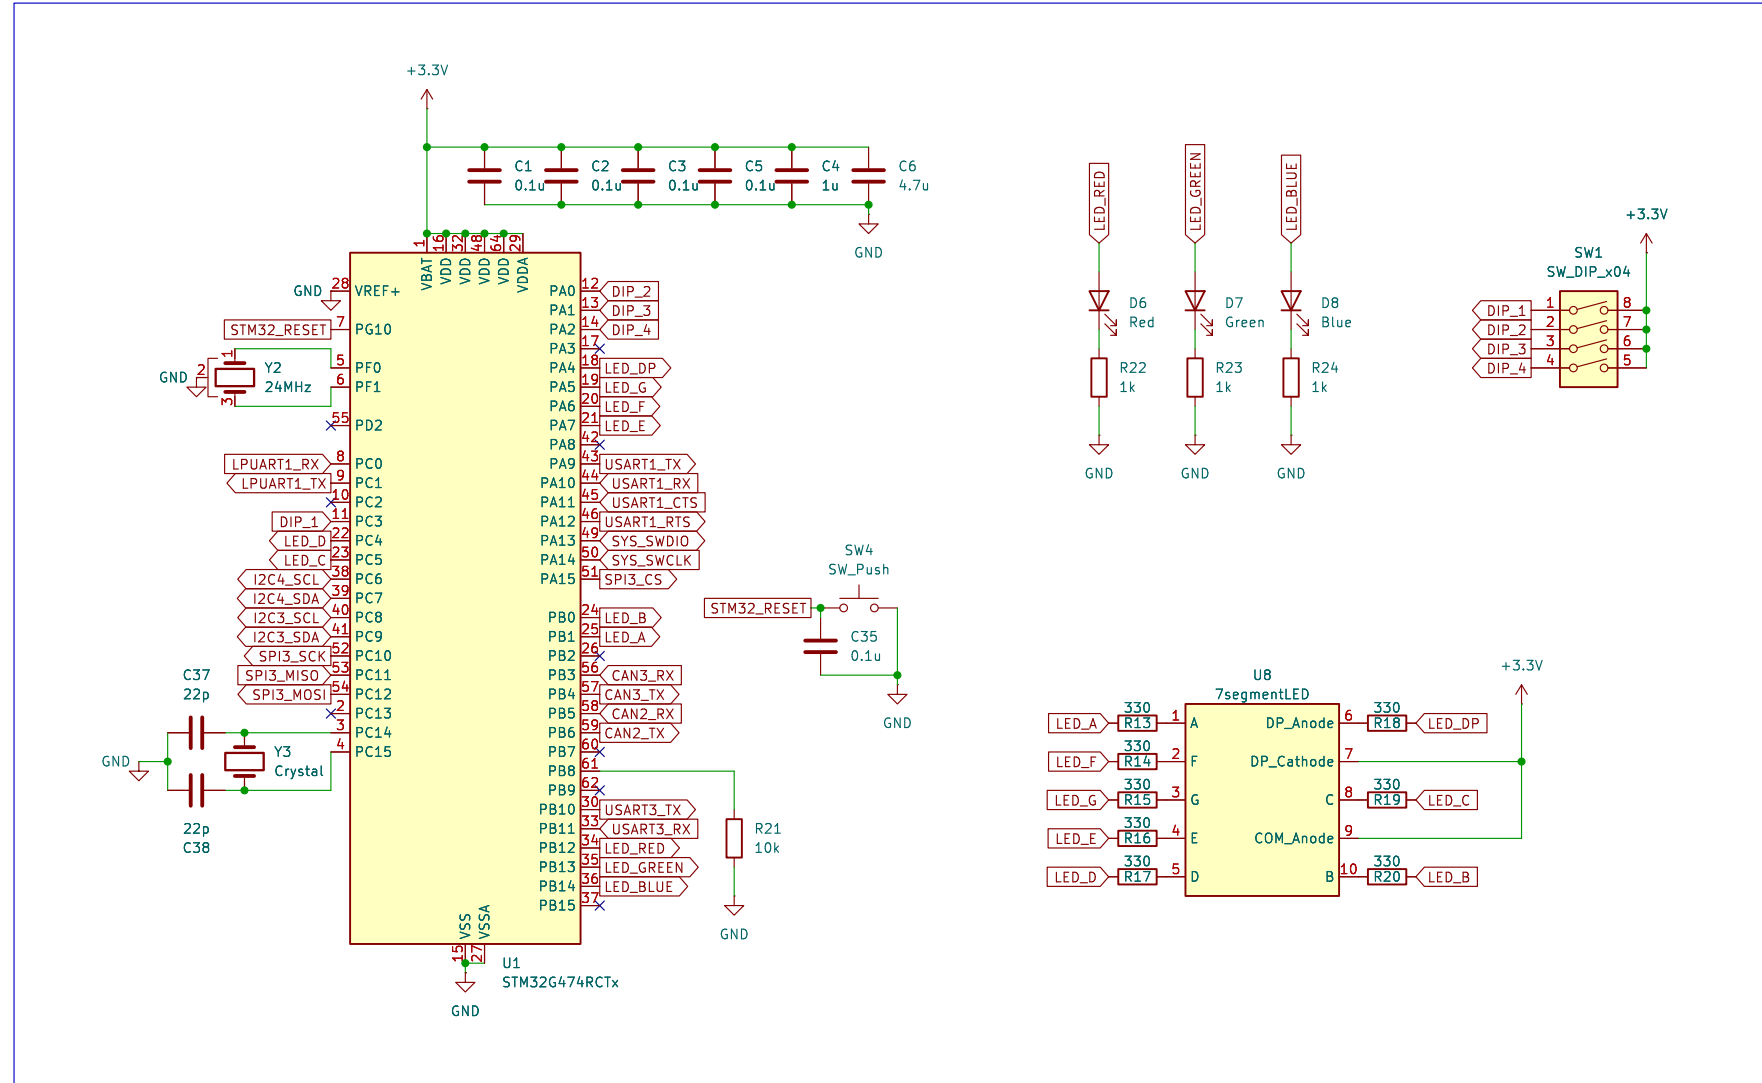 +3.3V
C1
0.1u
C2
0.1u
C3
0.1u
C5
0.1u
C4
1u
C6
4.7u
GND
1
16
32
48
64
29
VBAT
VDD
VDD
VDD
VDD
VDDA
GND
28 VREF+
STM32_RESET 7 PG10
GND
1
2
3
Y2
24MHz
5 PF0
6 PF1
55 PD2
LPUART1_RX 8 PC0
LPUART1_TX 9 PC1
10 PC2
DIP_1 11 PC3
LED_D 22 PC4
LED_C 23 PC5
I2C4_SCL 38 PC6
I2C4_SDA 39 PC7
I2C3_SCL 40 PC8
I2C3_SDA 41 PC9
SPI3_SCK 52 PC10
SPI3_MISO 53 PC11
SPI3_MOSI 54 PC12
2 PC13
3 PC14
4 PC15
C37
22p
GND
Y3
Crystal
22p
C38
PA0 12 DIP_2
PA1 13 DIP_3
PA2 14 DIP_4
PA3 17
PA4 18 LED_DP
PA5 19 LED_G
PA6 20 LED_F
PA7 21 LED_E
PA8 42
PA9 43 USART1_TX
PA10 44 USART1_RX
PA11 45 USART1_CTS
PA12 46 USART1_RTS
PA13 49 SYS_SWDIO
PA14 50 SYS_SWCLK
PA15 51 SPI3_CS
PB0 24 LED_B
PB1 25 LED_A
PB2 26
PB3 56 CAN3_RX
PB4 57 CAN3_TX
PB5 58 CAN2_RX
PB6 59 CAN2_TX
PB7 60
PB8 61
PB9 62
PB10 30 USART3_TX
PB11 33 USART3_RX
PB12 34 LED_RED
PB13 35 LED_GREEN
PB14 36 LED_BLUE
PB15 37
VSS
VSSA
15
27
U1
STM32G474RCTx
GND
R21
10k
GND
SW4
SW_Push
STM32_RESET
C35
0.1u
GND
LED_RED
LED_GREEN
LED_BLUE
D6
Red
D7
Green
D8
Blue
R22
1k
R23
1k
R24
1k
GND
GND
GND
+3.3V
SW1
SW_DIP_x04
DIP_1 1 8
DIP_2 2 7
DIP_3 3 6
DIP_4 4 5
+3.3V
U8
7segmentLED
LED_A 330 R13 1 A
LED_F 330 R14 2 F
LED_G 330 R15 3 G
LED_E 330 R16 4 E
LED_D 330 R17 5 D
DP_Anode 6 330 R18 LED_DP
DP_Cathode 7
C 8 330 R19 LED_C
COM_Anode 9
B 10 330 R20 LED_B